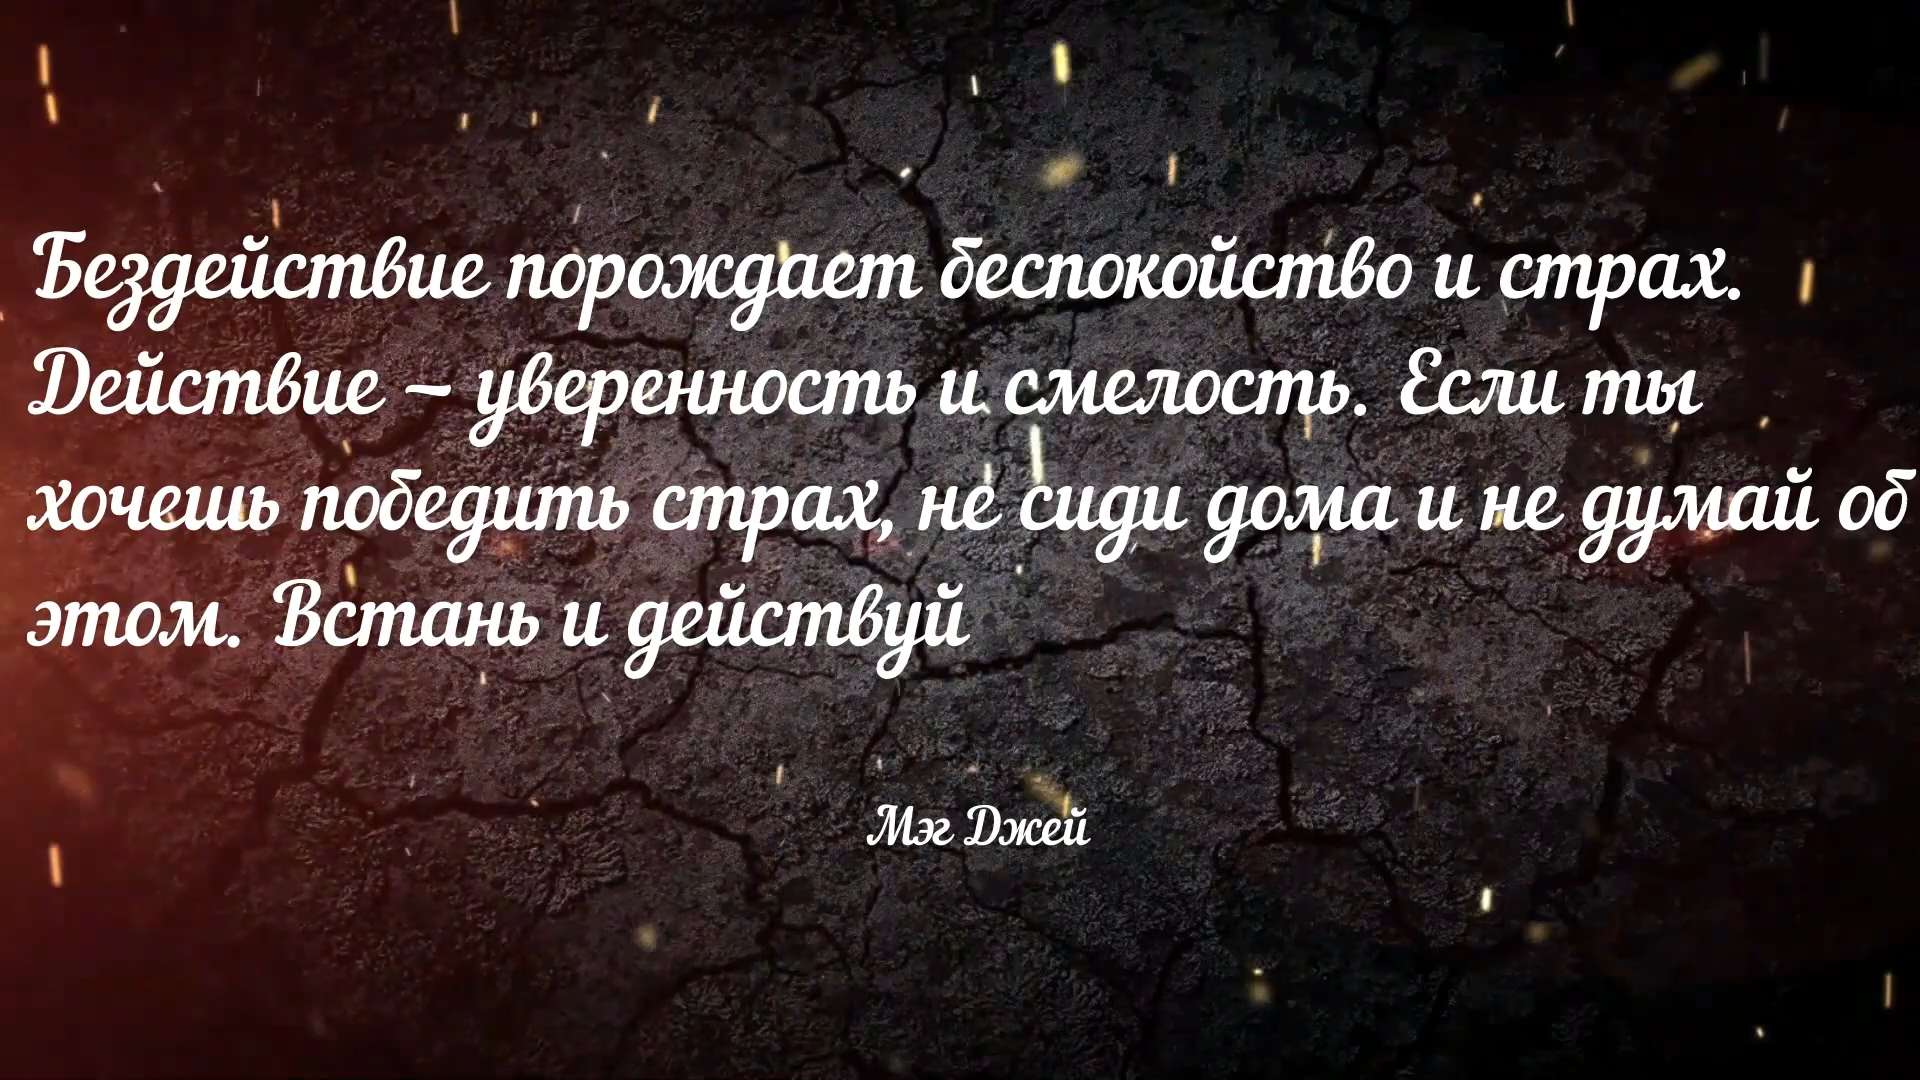 Бездействие порождает беспокойство и страх.
Действие – уверенность и смелость. Если ты
хочешь победить страх, не сиди дома и не думай об
этом. Встань и действуй
Мэг Джей